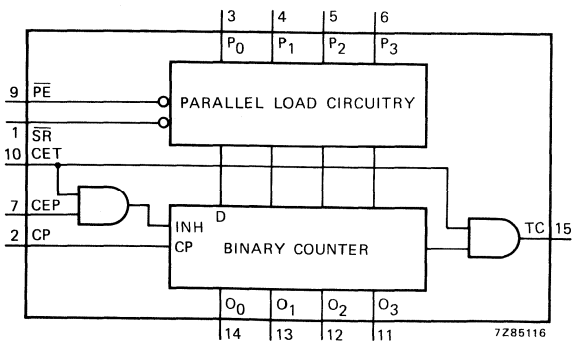 3 4 5 6
P0 P1 P2 P3
9 PE
PARALLEL LOAD CIRCUITRY
1 SR
10 CET
7 CEP
D
INH
2 CP
CP
BINARY COUNTER
TC 15
O0 O1 O2 O3
14 13 12 11
7Z85116